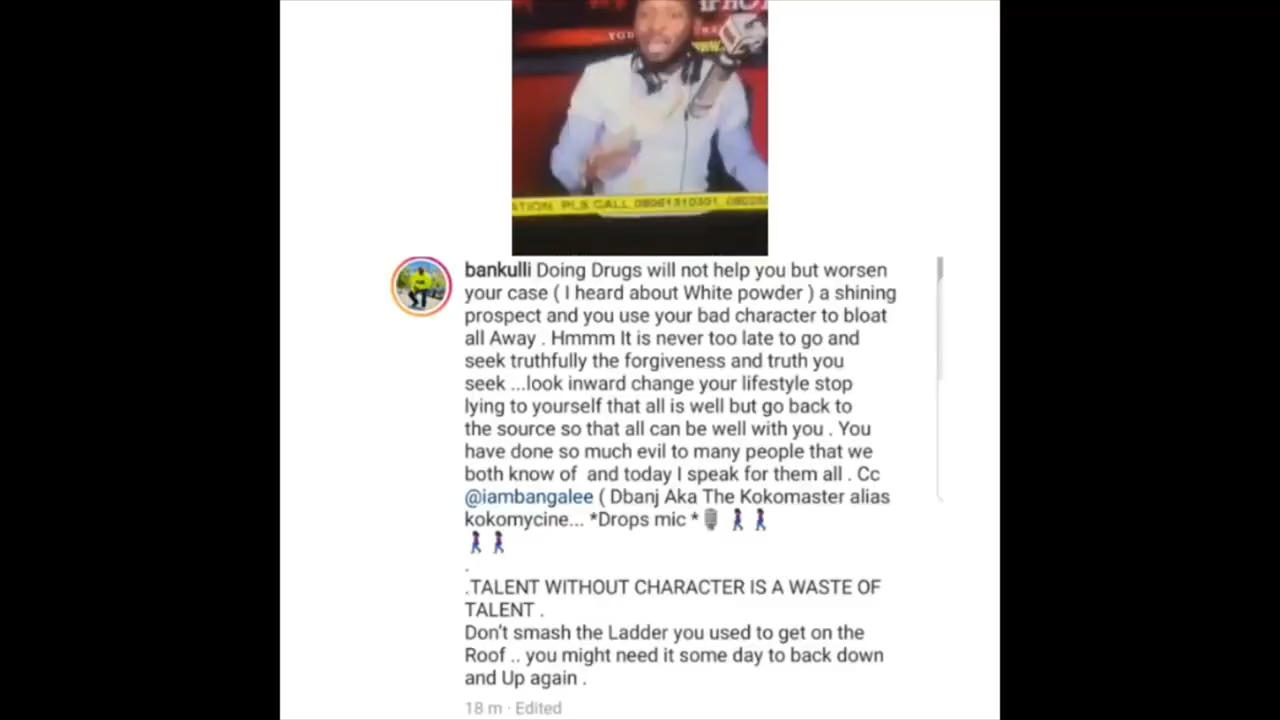 ATION. PLS CALL 08061310301,
bankulli Doing Drugs will not help you but worsen
your case ( I heard about White powder ) a shining
prospect and you use your bad character to bloat
all Away . Hmmm It is never too late to go and
seek truthfully the forgiveness and truth you
seek ...look inward change your lifestyle stop
lying to yourself that all is well but go back to
the source so that all can be well with you . You
have done so much evil to many people that we
both know of and today I speak for them all . Cc
@iambangalee ( Dbanj Aka The Kokomaster alias
kokomycine... *Drops mic * 🎙️ 🚶‍♀️🚶‍♀️
🚶‍♀️🚶‍♀️
.
.TALENT WITHOUT CHARACTER IS A WASTE OF
TALENT .
Don't smash the Ladder you used to get on the
Roof .. you might need it some day to back down
and Up again .
18 m · Edited